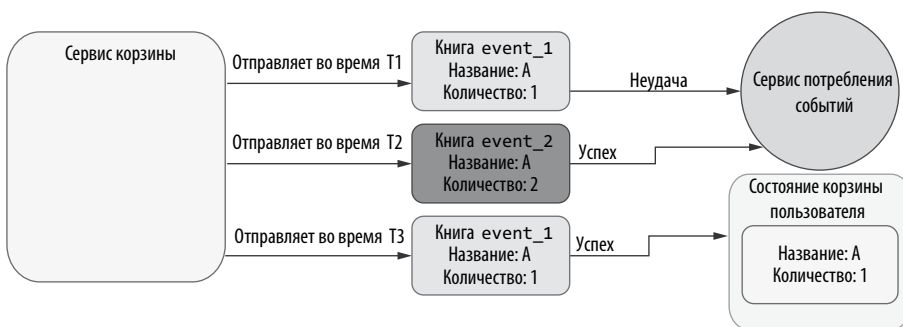 Сервис корзины
Отправляет во время T1
Книга event_1
Название: А
Количество: 1
Неудача
Сервис потребления
событий
Отправляет во время T2
Книга event_2
Название: А
Количество: 2
Успех
Отправляет во время T3
Книга event_1
Название: А
Количество: 1
Успех
Состояние корзины
пользователя
Название: А
Количество: 1